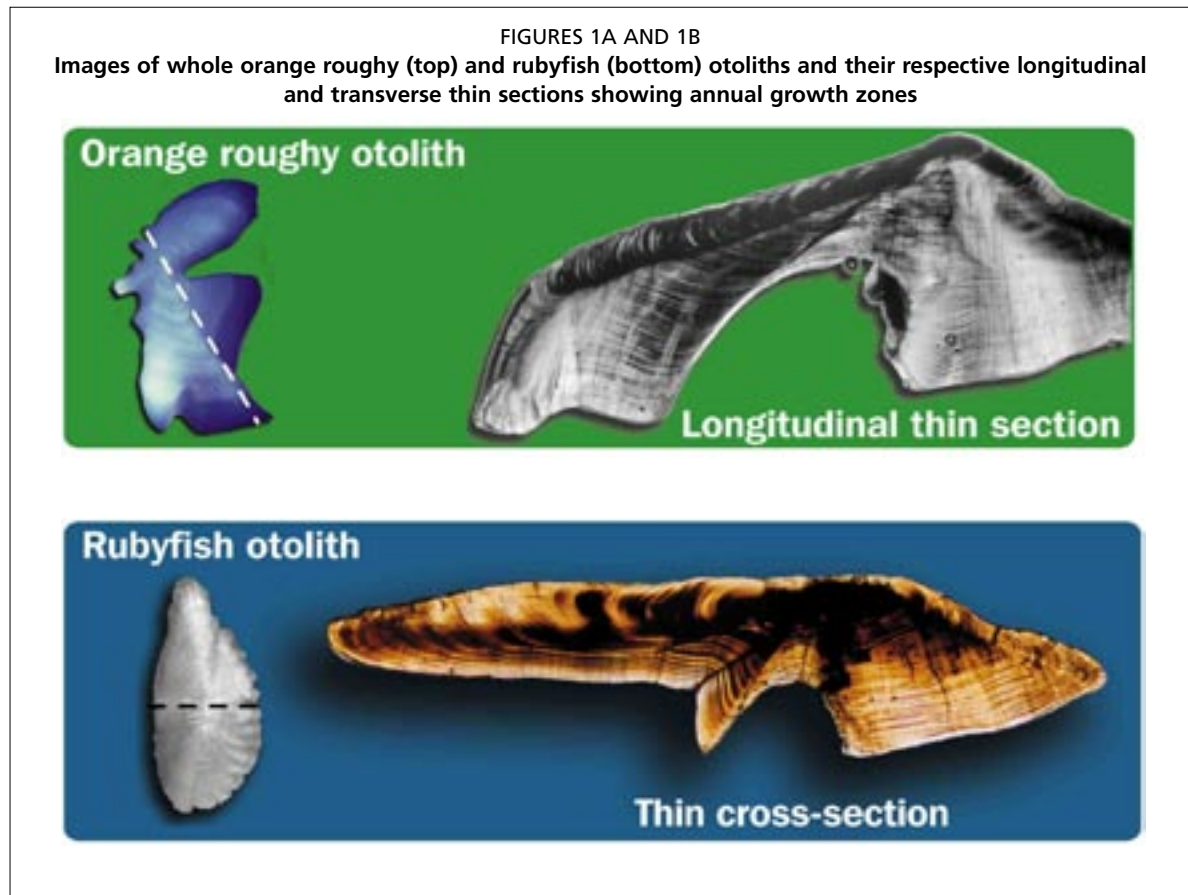 FIGURES 1A AND 1B
Images of whole orange roughy (top) and rubyfish (bottom) otoliths and their respective longitudinal
and transverse thin sections showing annual growth zones
Orange roughy otolith
Longitudinal thin section
Rubyfish otolith
Thin cross-section